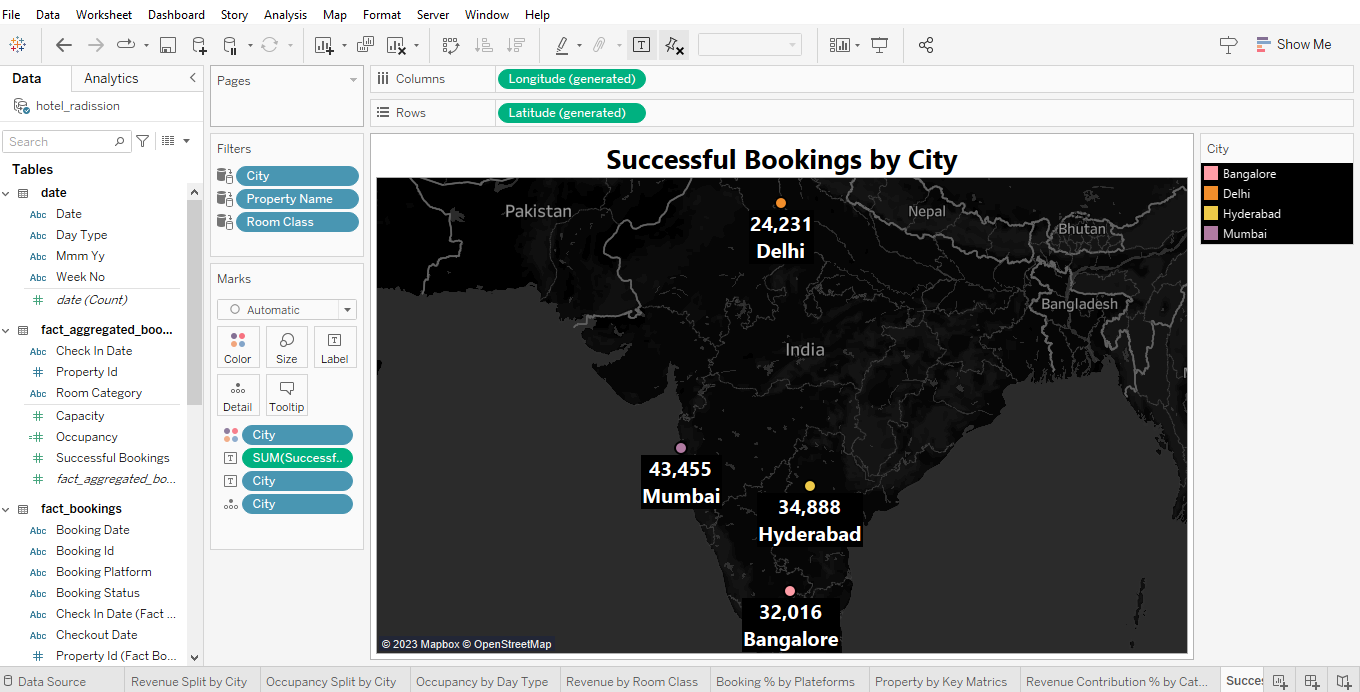 File Data Worksheet Dashboard Story Analysis Map Format Server Window Help
Show Me
Data Analytics
hotel_radission
Search
Tables
date
Abc Date
Abc Day Type
Abc Mmm Yy
Abc Week No
date (Count)
fact_aggregated_boo...
Abc Check In Date
Property Id
Abc Room Category
Capacity
Occupancy
Successful Bookings
fact_aggregated_bo...
fact_bookings
Abc Booking Date
Abc Booking Id
Abc Booking Platform
Abc Booking Status
Abc Check In Date (Fact ...
Abc Checkout Date
Property Id (Fact Bo...
Pages
Filters
City
Property Name
Room Class
Marks
Automatic
Color Size Label
Detail Tooltip
City
SUM(Successf..
City
City
Columns Longitude (generated)
Rows Latitude (generated)
Successful Bookings by City
Pakistan
Nepal
Bhutan
Bangladesh
India
24,231
Delhi
43,455
Mumbai
34,888
Hyderabad
32,016
Bangalore
© 2023 Mapbox © OpenStreetMap
City
Bangalore
Delhi
Hyderabad
Mumbai
Data Source Revenue Split by City Occupancy Split by City Occupancy by Day Type Revenue by Room Class Booking % by Plateforms Property by Key Metrics Revenue Contribution % by Cat... Succes